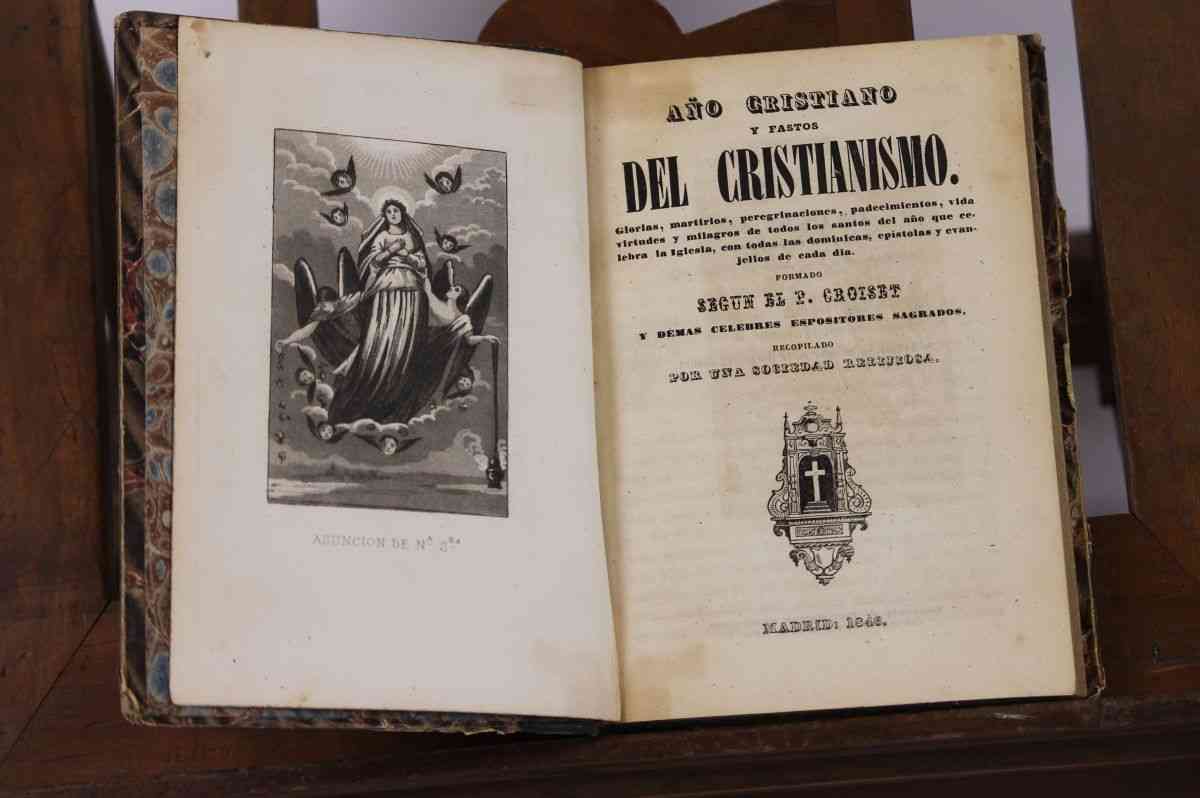 ASUNCION DE Nª Sʳᵃ
AÑO CRISTIANO
Y FASTOS
DEL CRISTIANISMO.
Glorias, martirios, peregrinaciones, padecimientos, vida
virtudes y milagros de todos los santos del año que ce-
lebra la Iglesia, con todas las dominicas, epístolas y evan-
jelios de cada dia.
FORMADO
SEGUN EL P. CROISET
Y DEMAS CELEBRES ESPOSITORES SAGRADOS,
RECOPILADO
POR UNA SOCIEDAD RELIJIOSA.
MADRID: 1846.